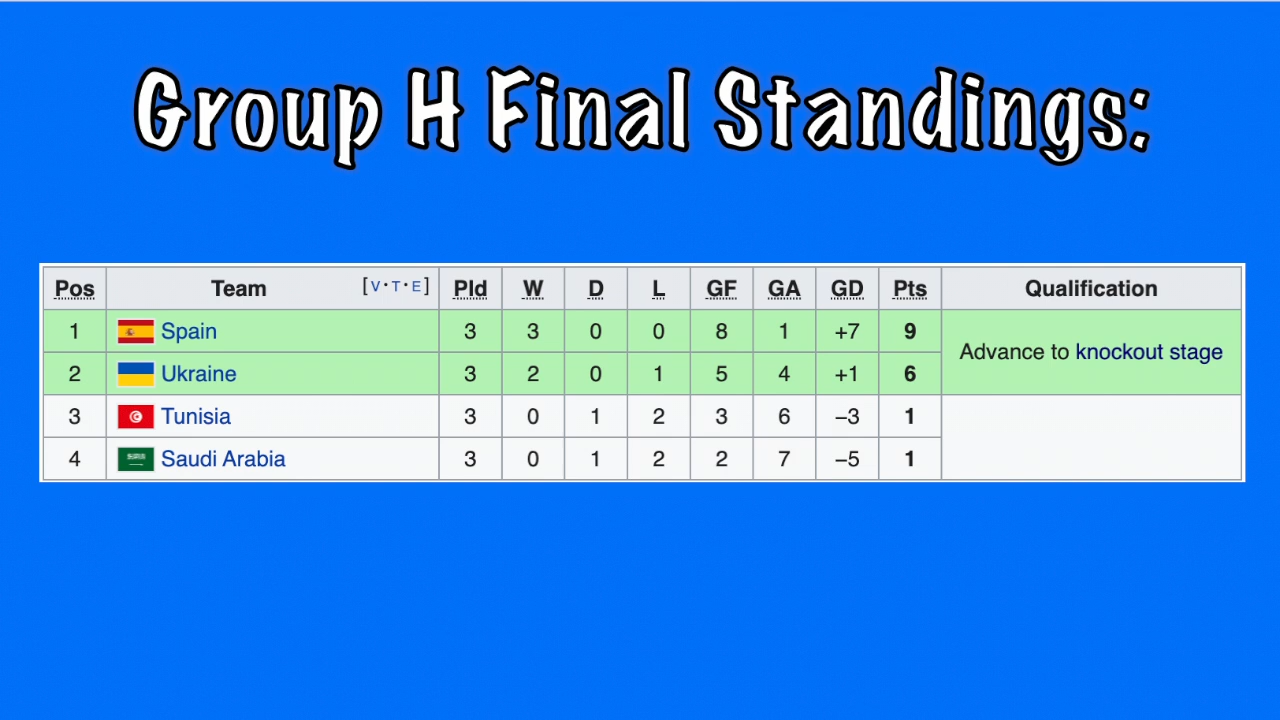 Group H Final Standings:
Pos Team [V·T·E] Pld W D L GF GA GD Pts Qualification
1 Spain 3 3 0 0 8 1 +7 9 Advance to knockout stage
2 Ukraine 3 2 0 1 5 4 +1 6
3 Tunisia 3 0 1 2 3 6 −3 1
4 Saudi Arabia 3 0 1 2 2 7 −5 1